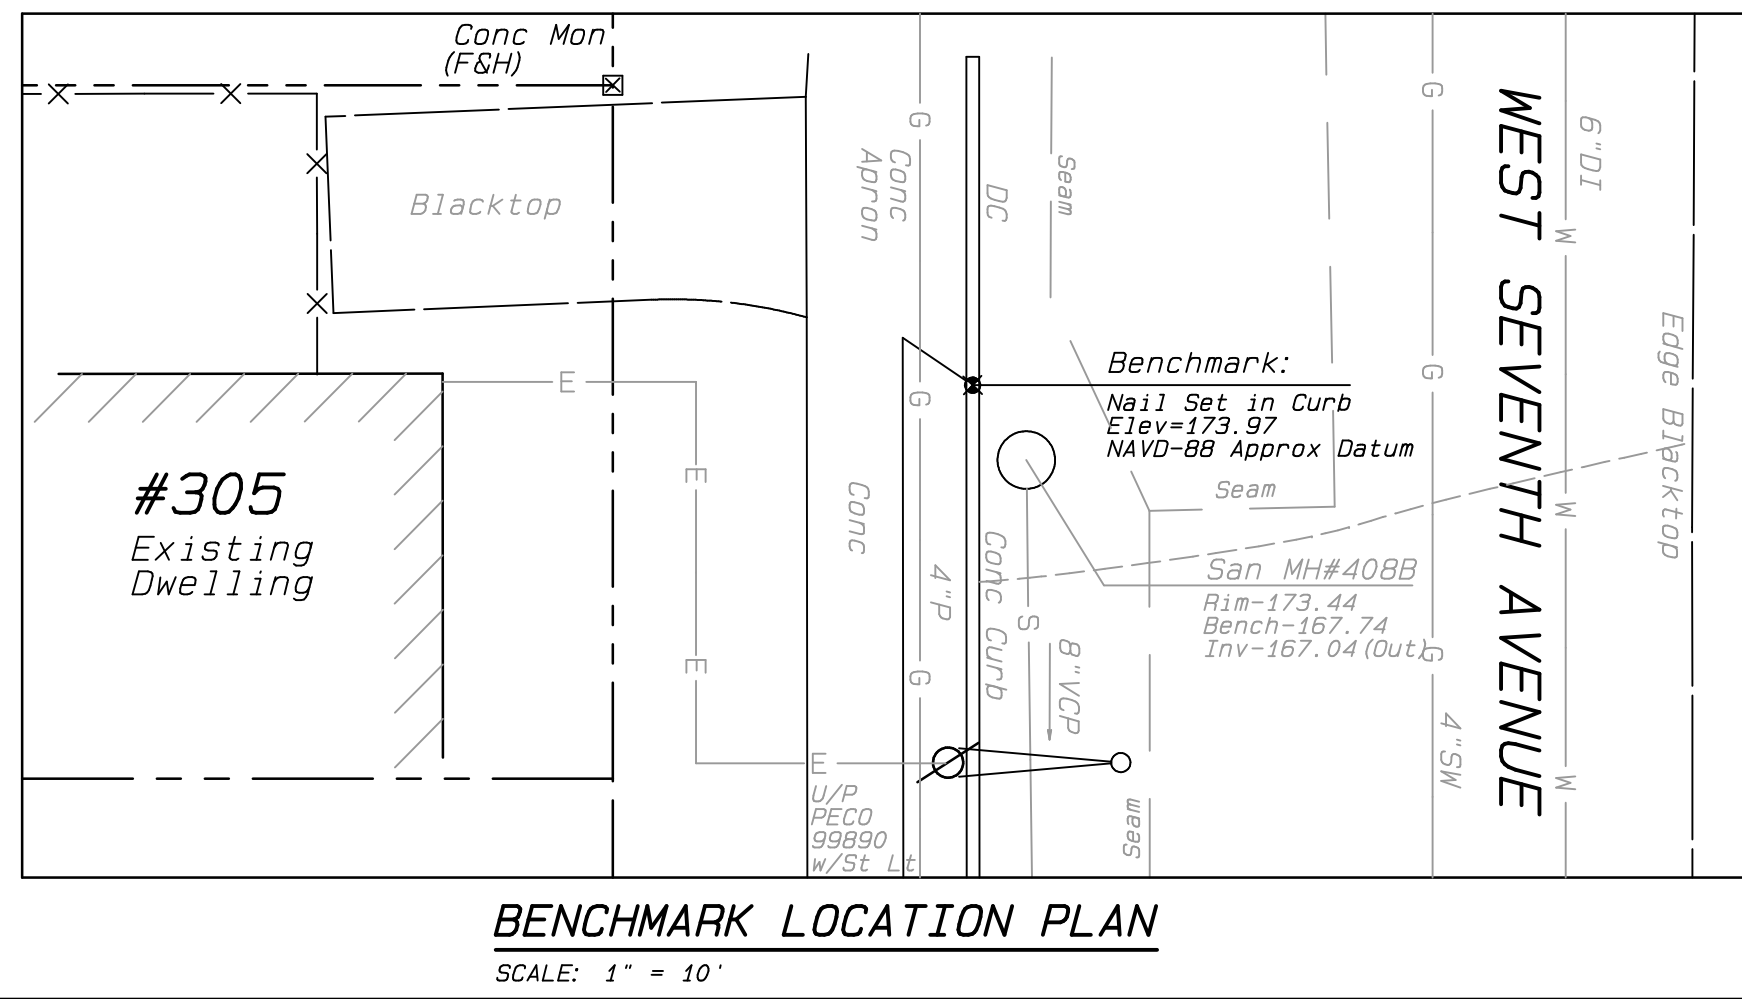 Conc Mon
(F&H)
Blacktop
Conc
Apron
G
DC
Seam
G
WEST SEVENTH AVENUE
6"DI
W
Edge Blacktop
E
G
G
Benchmark:
Nail Set in Curb
Elev=173.97
NAVD-88 Approx Datum
#305
Existing
Dwelling
E
Conc
Seam
W
4"P
Conc Curb
San MH#408B
Rim-173.44
Bench-167.74
Inv-167.04(Out)
S
8"VCP
G
E
G
4"SW
W
E
U/P
PECO
99890
w/St Lt
Seam
BENCHMARK LOCATION PLAN
SCALE: 1" = 10'